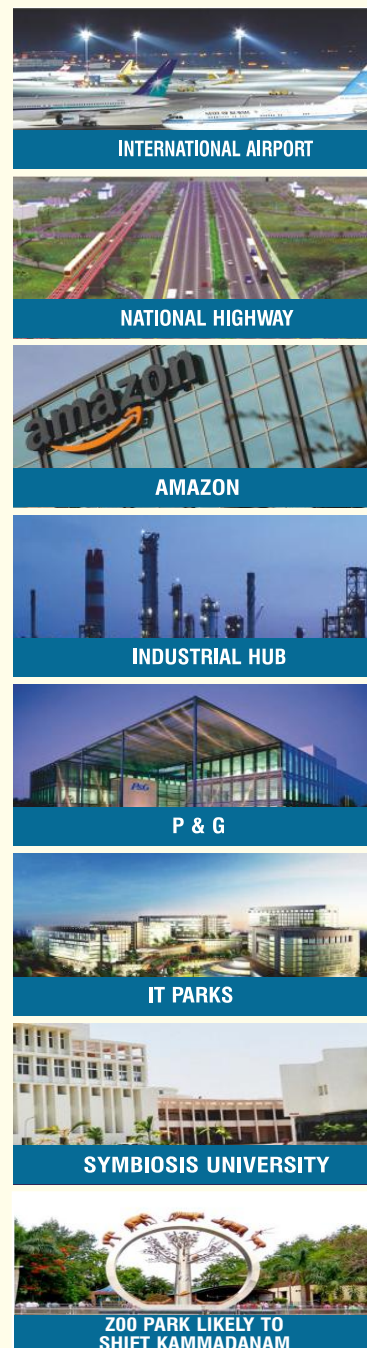 INTERNATIONAL AIRPORT
NATIONAL HIGHWAY
amazon
AMAZON
INDUSTRIAL HUB
P&G
P & G
IT PARKS
SYMBIOSIS UNIVERSITY
ZOO PARK LIKELY TO
SHIFT KAMMADANAM